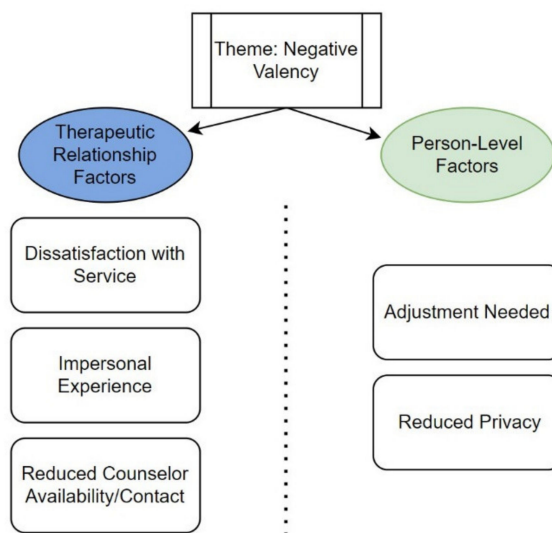 Theme: Negative
Valency
Therapeutic
Relationship
Factors
Person-Level
Factors
Dissatisfaction with
Service
Impersonal
Experience
Reduced Counselor
Availability/Contact
Adjustment Needed
Reduced Privacy